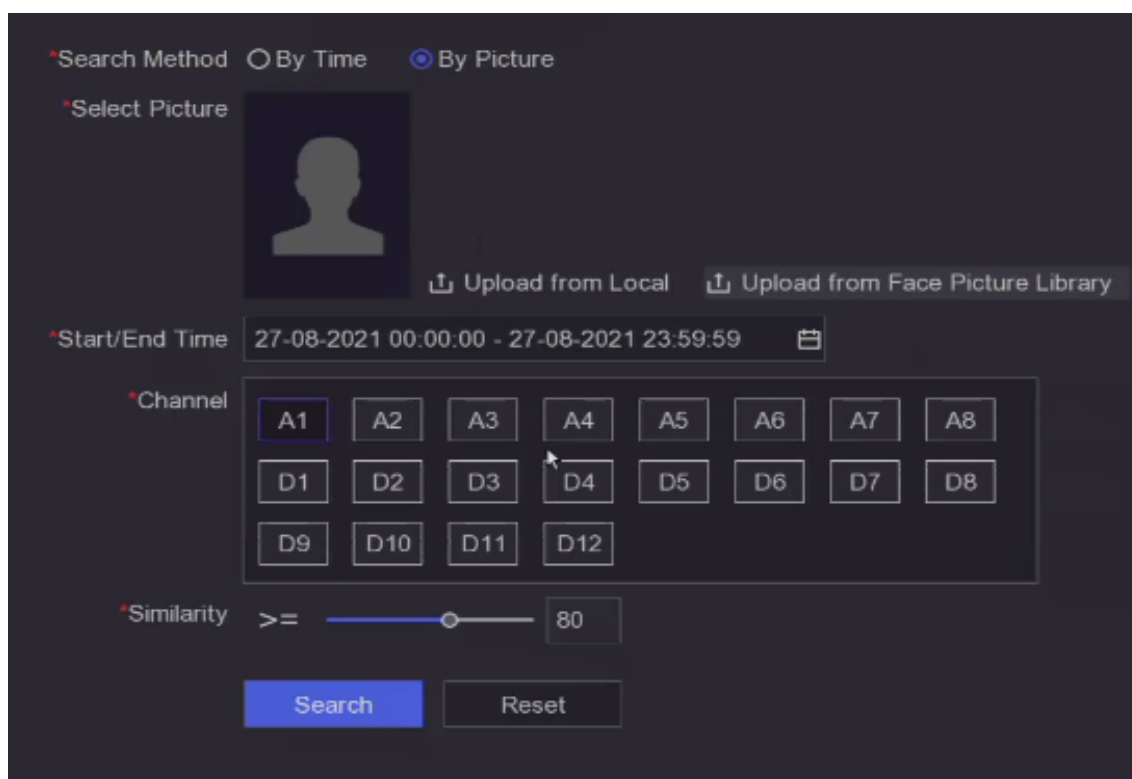 *Search Method By Time By Picture
*Select Picture
Upload from Local Upload from Face Picture Library
*Start/End Time 27-08-2021 00:00:00 - 27-08-2021 23:59:59
*Channel
A1 A2 A3 A4 A5 A6 A7 A8
D1 D2 D3 D4 D5 D6 D7 D8
D9 D10 D11 D12
*Similarity >= 80
Search Reset